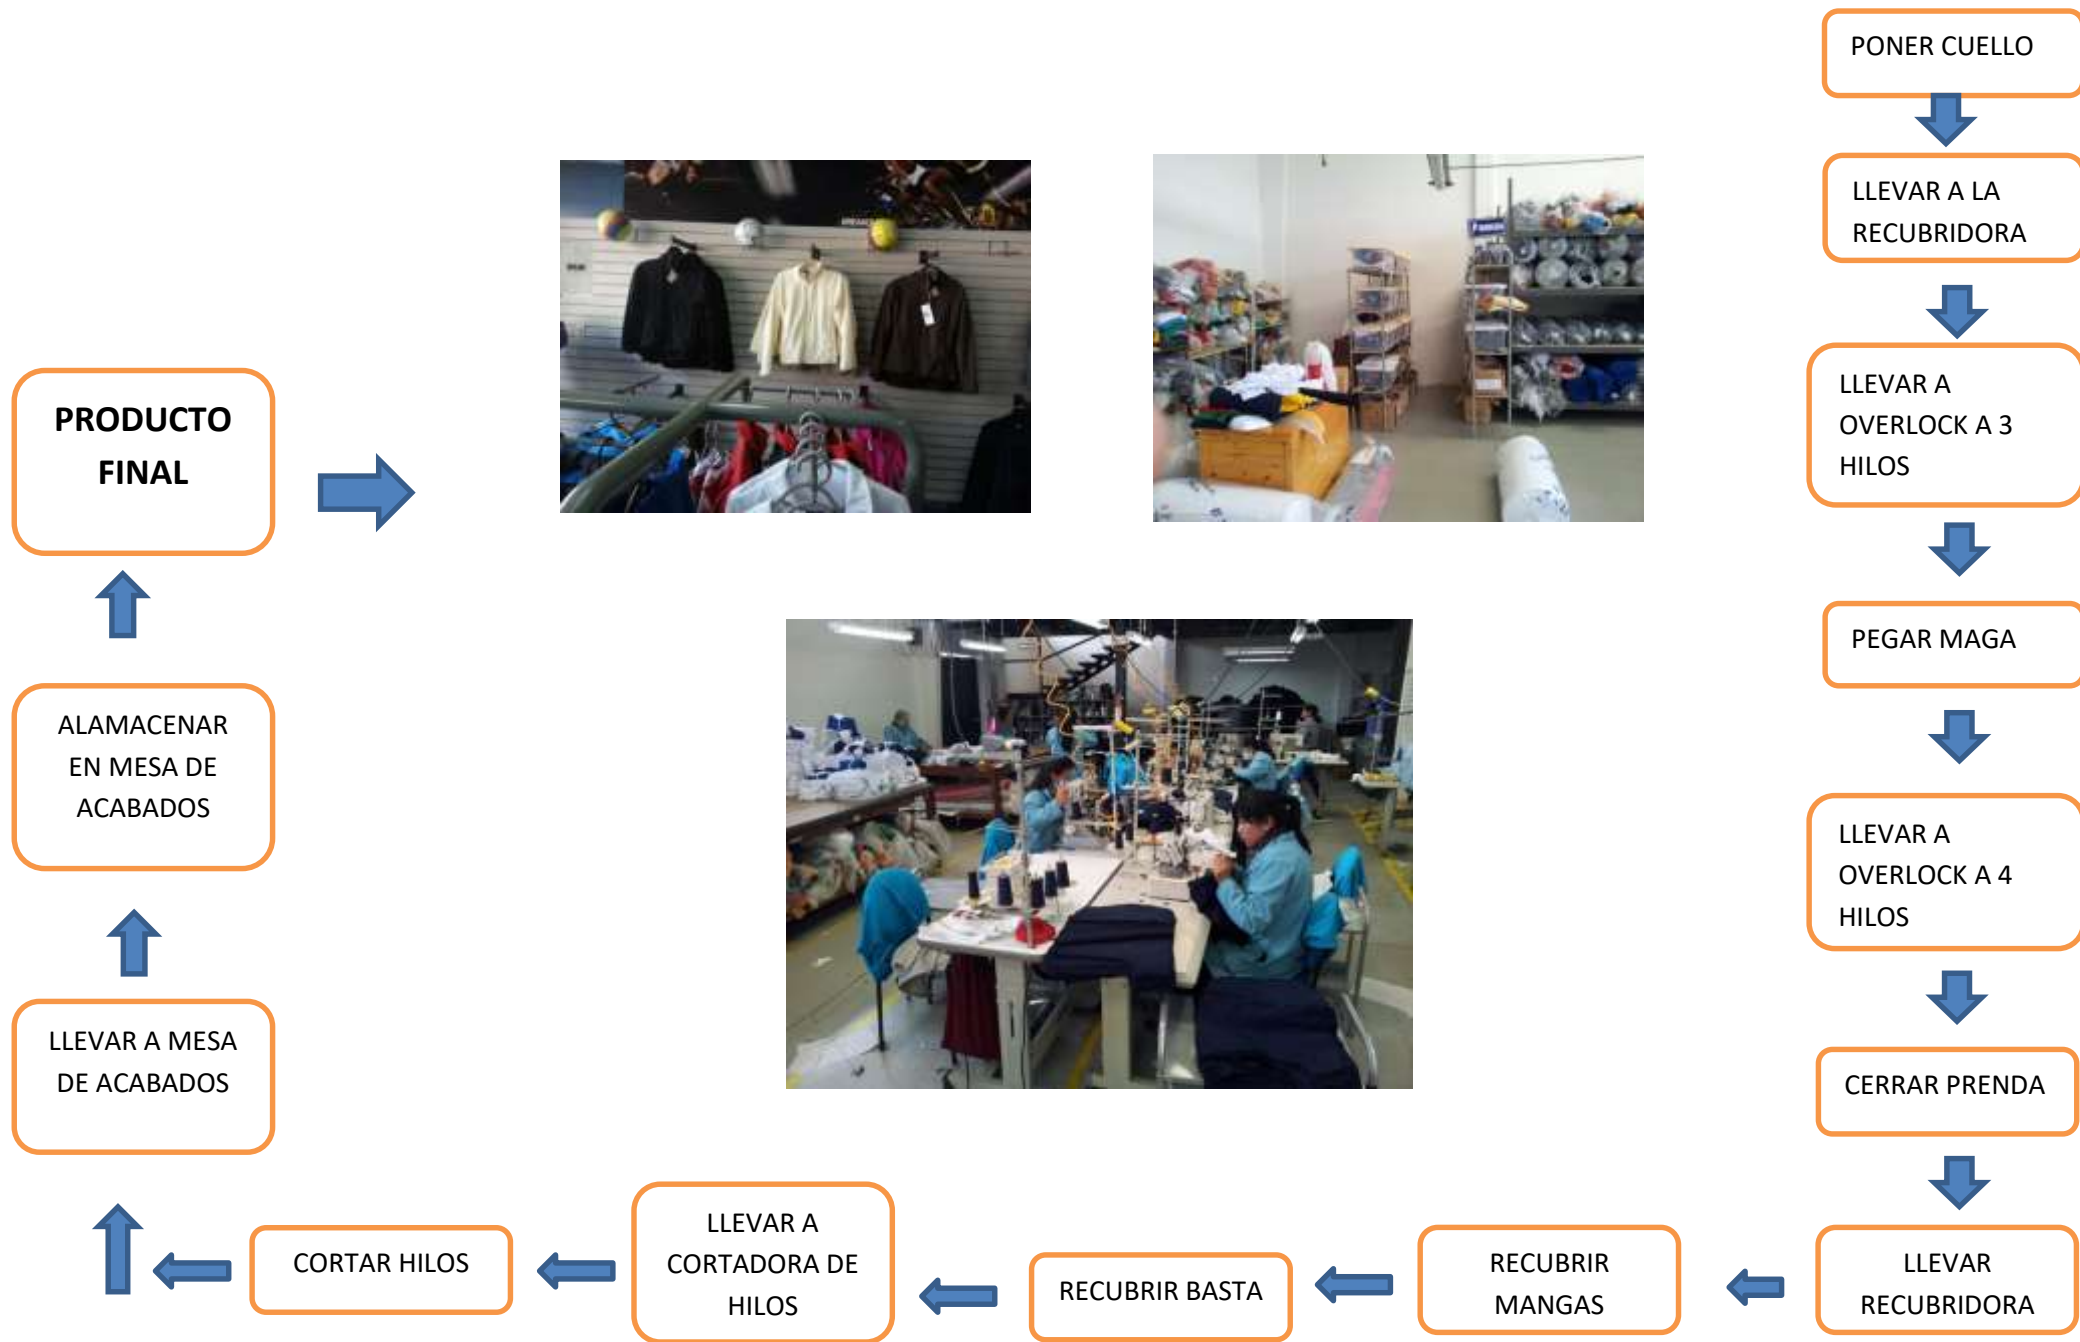 PONER CUELLO
LLEVAR A LA
RECUBRIDORA
LLEVAR A
OVERLOCK A 3
HILOS
PEGAR MAGA
LLEVAR A
OVERLOCK A 4
HILOS
CERRAR PRENDA
LLEVAR
RECUBRIDORA
RECUBRIR
MANGAS
RECUBRIR BASTA
LLEVAR A
CORTADORA DE
HILOS
CORTAR HILOS
LLEVAR A MESA
DE ACABADOS
ALAMACENAR
EN MESA DE
ACABADOS
PRODUCTO
FINAL